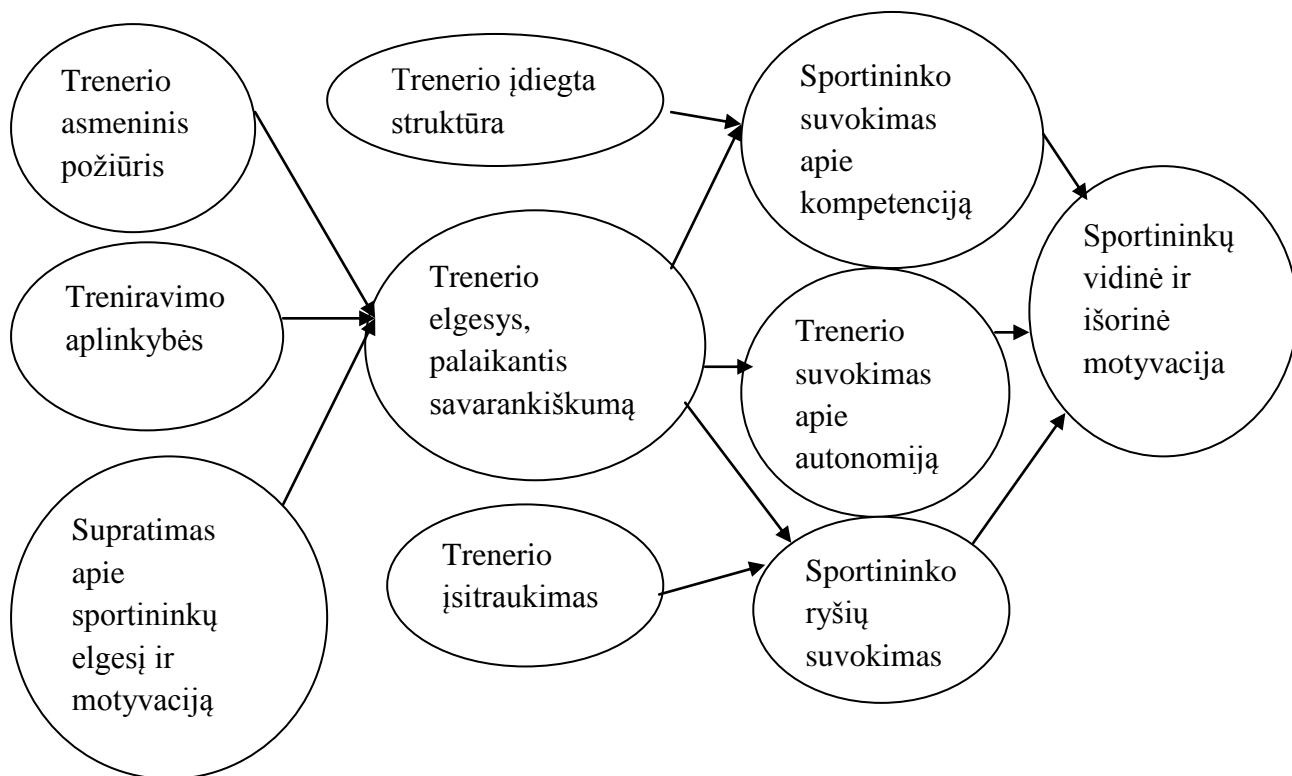 Trenerio
asmeninis
požiūris
Treniravimo
aplinkybės
Supratimas
apie
sportininkų
elgesį ir
motyvaciją
Trenerio įdiegta
struktūra
Trenerio
elgesys,
palaikantis
savarankiškumą
Trenerio
įsitraukimas
Sportininko
suvokimas
apie
kompetenciją
Trenerio
suvokimas
apie
autonomiją
Sportininko
ryšių
suvokimas
Sportininkų
vidinė ir
išorinė
motyvacija